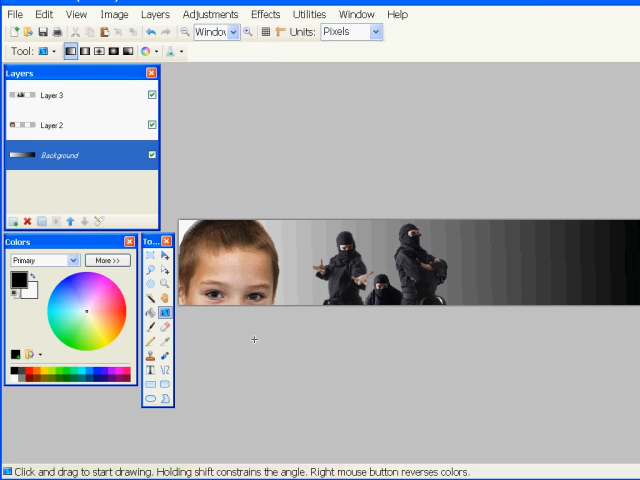 File Edit View Image Layers Adjustments Effects Utilities Window Help
Window Units: Pixels
Tool:
Layers
Layer 3
Layer 2
Background
Colors
To...
Primary
More >>
Click and drag to start drawing. Holding shift constrains the angle. Right mouse button reverses colors.